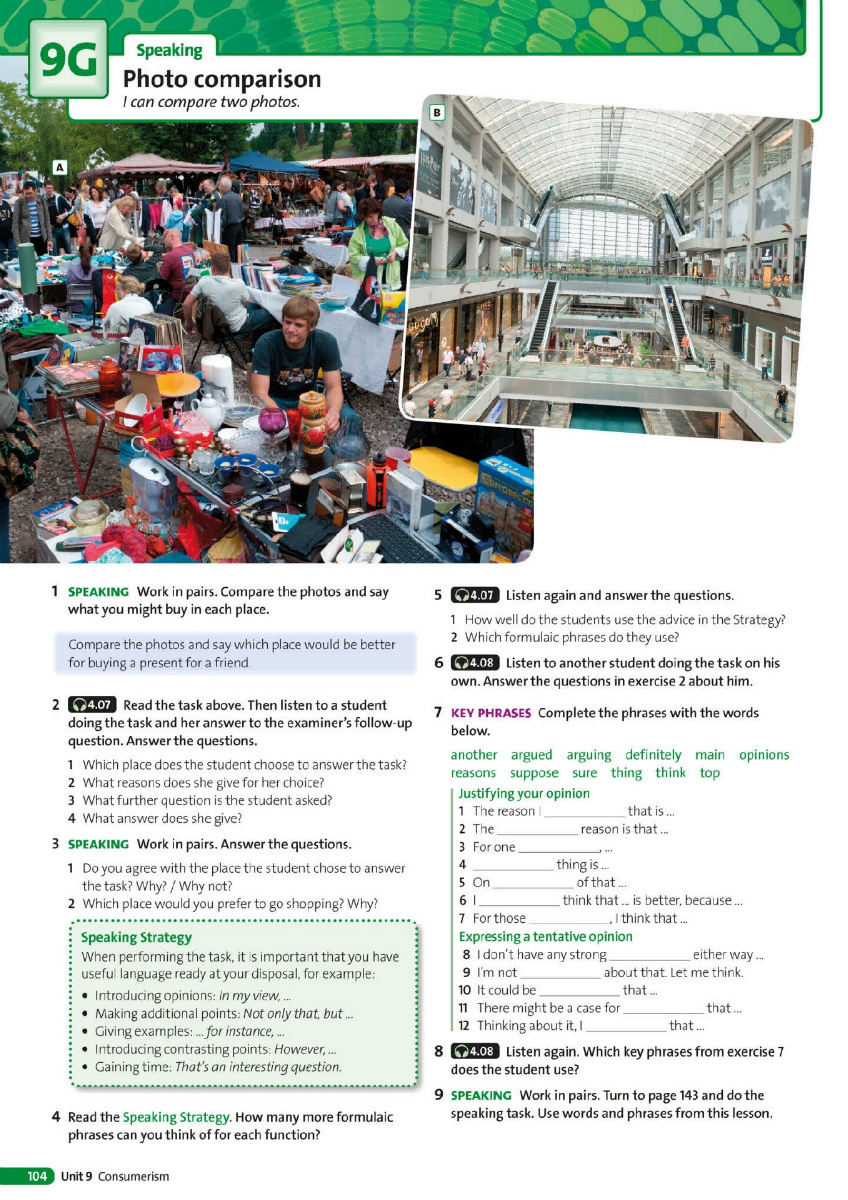 9G
Speaking
Photo comparison
I can compare two photos.
A
B
1 SPEAKING Work in pairs. Compare the photos and say
what you might buy in each place.
Compare the photos and say which place would be better
for buying a present for a friend.
2 4.07 Read the task above. Then listen to a student
doing the task and her answer to the examiner's follow-up
question. Answer the questions.
1 Which place does the student choose to answer the task?
2 What reasons does she give for her choice?
3 What further question is the student asked?
4 What answer does she give?
3 SPEAKING Work in pairs. Answer the questions.
1 Do you agree with the place the student chose to answer
the task? Why? / Why not?
2 Which place would you prefer to go shopping? Why?
Speaking Strategy
When performing the task, it is important that you have
useful language ready at your disposal, for example:
• Introducing opinions: In my view, ...
• Making additional points: Not only that, but ...
• Giving examples: ... for instance, ...
• Introducing contrasting points: However, ...
• Gaining time: That's an interesting question.
4 Read the Speaking Strategy. How many more formulaic
phrases can you think of for each function?
5 4.07 Listen again and answer the questions.
1 How well do the students use the advice in the Strategy?
2 Which formulaic phrases do they use?
6 4.08 Listen to another student doing the task on his
own. Answer the questions in exercise 2 about him.
7 KEY PHRASES Complete the phrases with the words
below.
another argued arguing definitely main opinions
reasons suppose sure thing think top
Justifying your opinion
1 The reason I ____________ that is ...
2 The ____________ reason is that ...
3 For one ____________, ...
4 ____________ thing is ...
5 On ____________ of that ...
6 I ____________ think that ... is better, because ...
7 For those ____________, I think that ...
Expressing a tentative opinion
8 I don't have any strong ____________ either way ...
9 I'm not ____________ about that. Let me think.
10 It could be ____________ that ...
11 There might be a case for ____________ that ...
12 Thinking about it, I ____________ that ...
8 4.08 Listen again. Which key phrases from exercise 7
does the student use?
9 SPEAKING Work in pairs. Turn to page 143 and do the
speaking task. Use words and phrases from this lesson.
104 Unit 9 Consumerism